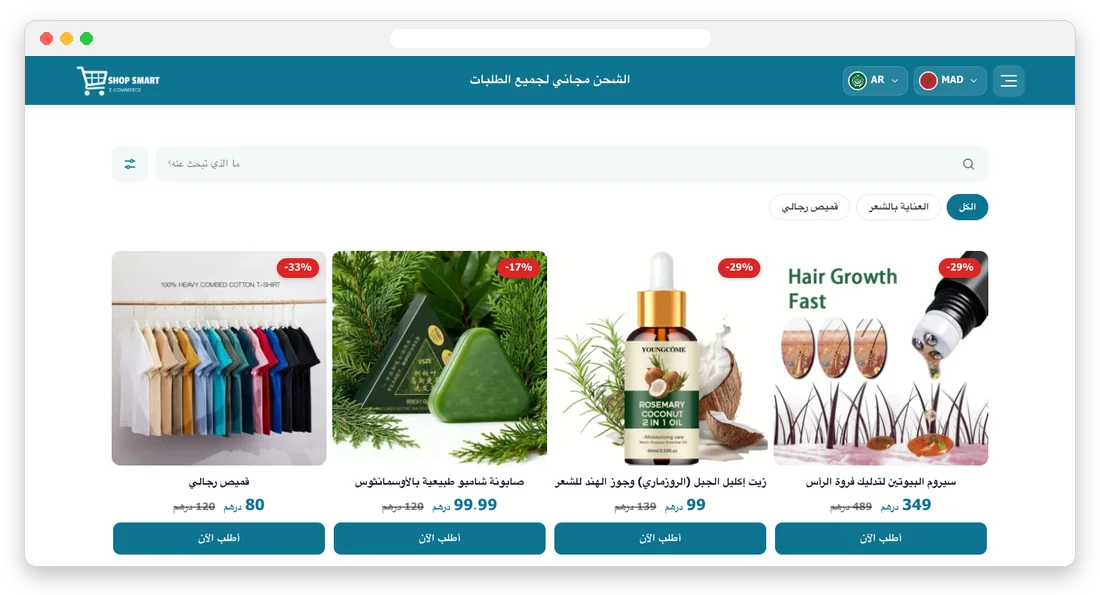 SHOP SMART
E-COMMERCE
الشحن مجاني لجميع الطلبات
AR
MAD
ما الذي تبحث عنه؟
الكل
العناية بالشعر
قميص رجالي
-29%
Hair Growth
Fast
سيروم البيوتين لتدليك فروة الرأس
349 درهم 489 درهم
أطلب الآن
-29%
YOUNGCOME
ROSEMARY
COCONUT
2 IN 1 OIL
-Moisturizing care
زيت إكليل الجبل (الروزماري) وجوز الهند للشعر
99 درهم 139 درهم
أطلب الآن
-17%
صابونة شامبو طبيعية بالأوسمانثوس
99.99 درهم 120 درهم
أطلب الآن
-33%
100% HEAVY COMBED COTTON T-SHIRT
قميص رجالي
80 درهم 120 درهم
أطلب الآن